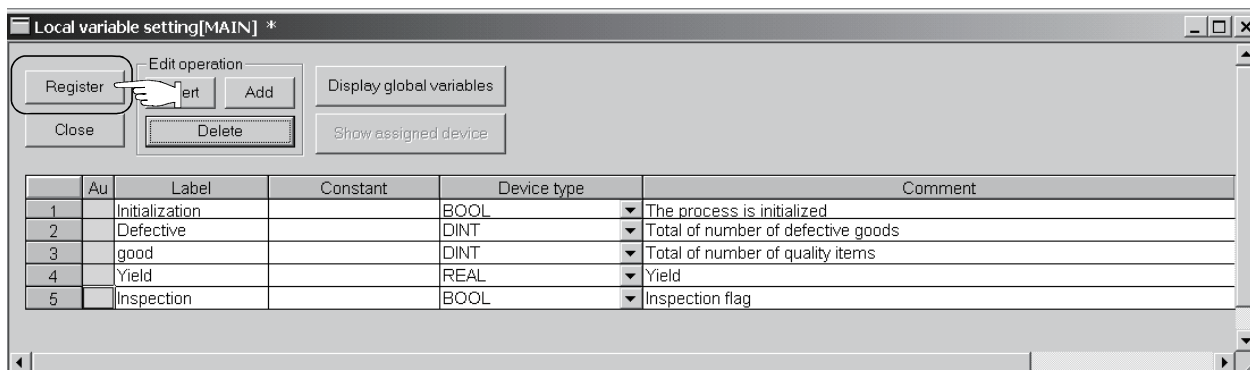 Local variable setting[MAIN] *
Edit operation
Register
ert
Add
Display global variables
Close
Delete
Show assigned device
Au Label Constant Device type Comment
1 Initialization BOOL The process is initialized
2 Defective DINT Total of number of defective goods
3 good DINT Total of number of quality items
4 Yield REAL Yield
5 Inspection BOOL Inspection flag